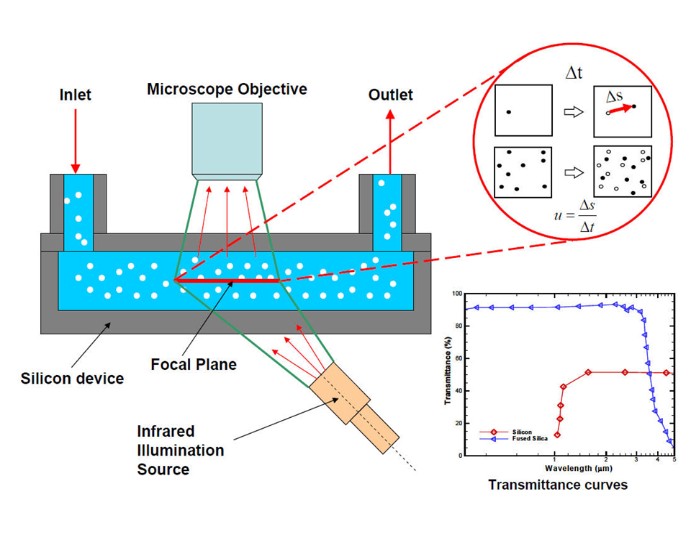 Inlet
Microscope Objective
Outlet
Δt
Δs
u = Δs/Δt
Focal Plane
Silicon device
Infrared
Illumination
Source
Transmittance (%)
100
80
60
40
20
0
Silicon
Fused Silica
1
2
3
4
5
Wavelength (μm)
Transmittance curves